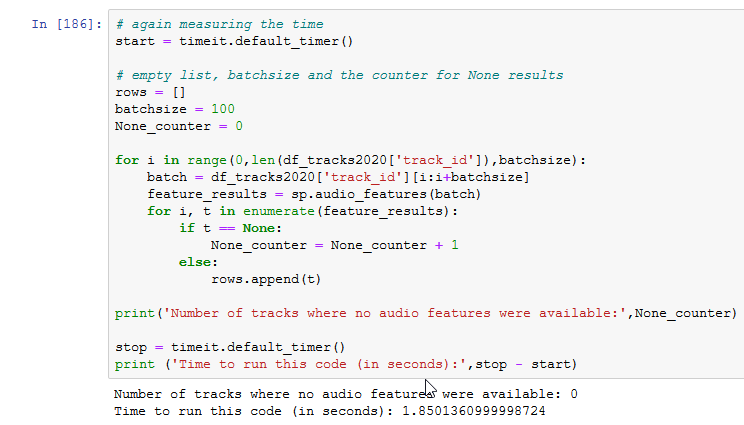 In [186]: # again measuring the time
start = timeit.default_timer()
# empty list, batchsize and the counter for None results
rows = []
batchsize = 100
None_counter = 0
for i in range(0,len(df_tracks2020['track_id']),batchsize):
batch = df_tracks2020['track_id'][i:i+batchsize]
feature_results = sp.audio_features(batch)
for i, t in enumerate(feature_results):
if t == None:
None_counter = None_counter + 1
else:
rows.append(t)
print('Number of tracks where no audio features were available:',None_counter)
stop = timeit.default_timer()
print ('Time to run this code (in seconds):',stop - start)
Number of tracks where no audio features were available: 0
Time to run this code (in seconds): 1.8501360999998724